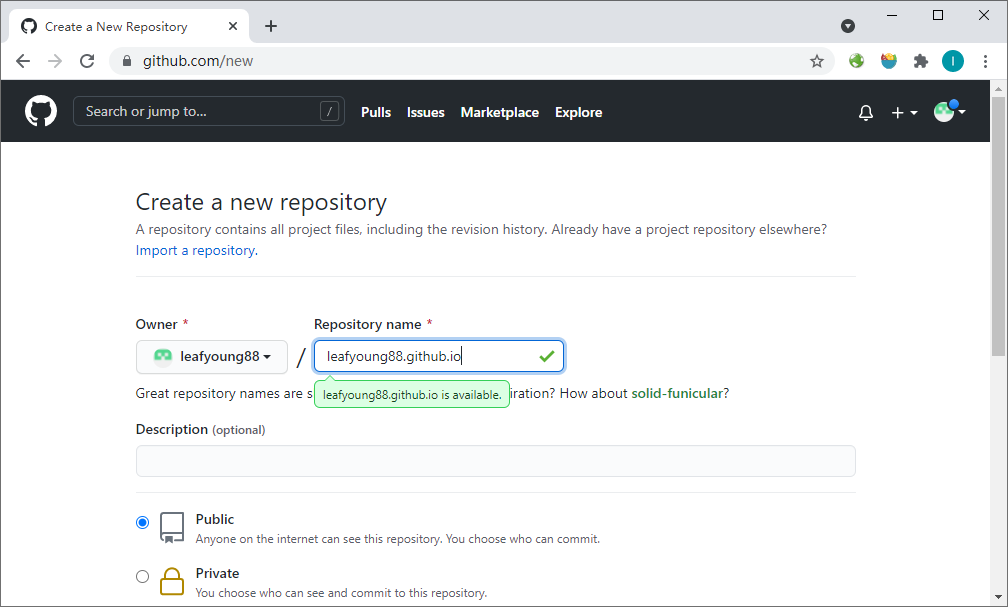 Create a New Repository
github.com/new
I
Search or jump to...
/
Pulls
Issues
Marketplace
Explore
Create a new repository
A repository contains all project files, including the revision history. Already have a project repository elsewhere?
Import a repository.
Owner *
Repository name *
leafyoung88
/
leafyoung88.github.io
leafyoung88.github.io is available.
Great repository names are s
iration? How about solid-funicular?
Description (optional)
Public
Anyone on the internet can see this repository. You choose who can commit.
Private
You choose who can see and commit to this repository.